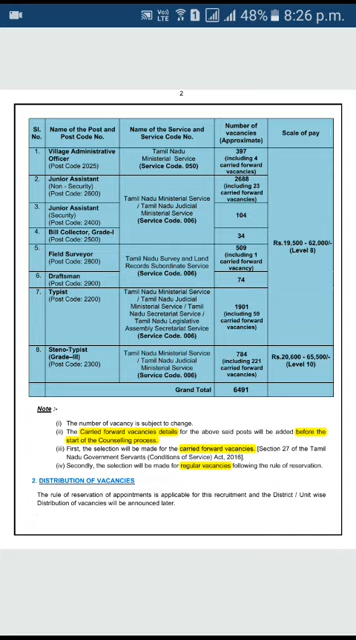 Vo))
LTE
1
48%
8:26 p.m.
2
Sl.
No.
Name of the Post and
Post Code No.
Name of the Service and
Service Code No.
Number of
vacancies
(Approximate)
Scale of pay
1.
Village Administrative
Officer
(Post Code 2025)
Tamil Nadu
Ministerial Service
(Service Code. 050)
397
(including 4
carried forward
vacancies)
2.
Junior Assistant
(Non - Security)
(Post Code: 2600)
2688
(including 23
carried forward
vacancies)
Tamil Nadu Ministerial Service
/ Tamil Nadu Judicial
Ministerial Service
(Service Code. 006)
3.
Junior Assistant
(Security)
(Post Code: 2400)
104
4.
Bill Collector, Grade-I
(Post Code: 2500)
34
Rs.19,500 - 62,000/-
(Level 8)
5.
Field Surveyor
(Post Code: 2800)
Tamil Nadu Survey and Land
Records Subordinate Service
(Service Code. 006)
509
(including 1
carried forward
vacancy)
6.
Draftsman
(Post Code: 2900)
74
7.
Typist
(Post Code: 2200)
Tamil Nadu Ministerial Service
/ Tamil Nadu Judicial
Ministerial Service / Tamil
Nadu Secretariat Service /
Tamil Nadu Legislative
Assembly Secretariat Service
(Service Code. 006)
1901
(including 59
carried forward
vacancies)
8.
Steno-Typist
(Grade–III)
(Post Code: 2300)
Tamil Nadu Ministerial Service
/ Tamil Nadu Judicial
Ministerial Service
(Service Code. 006)
784
(including 221
carried forward
vacancies)
Rs.20,600 - 65,500/-
(Level 10)
Grand Total
6491
Note :-
(i) The number of vacancy is subject to change.
(ii) The Carried forward vacancies details for the above said posts will be added before the
start of the Counselling process.
(iii) First, the selection will be made for the carried forward vacancies. [Section 27 of the Tamil
Nadu Government Servants (Conditions of Service) Act, 2016].
(iv) Secondly, the selection will be made for regular vacancies following the rule of reservation.
2. DISTRIBUTION OF VACANCIES
The rule of reservation of appointments is applicable for this recruitment and the District / Unit wise
Distribution of vacancies will be announced later.